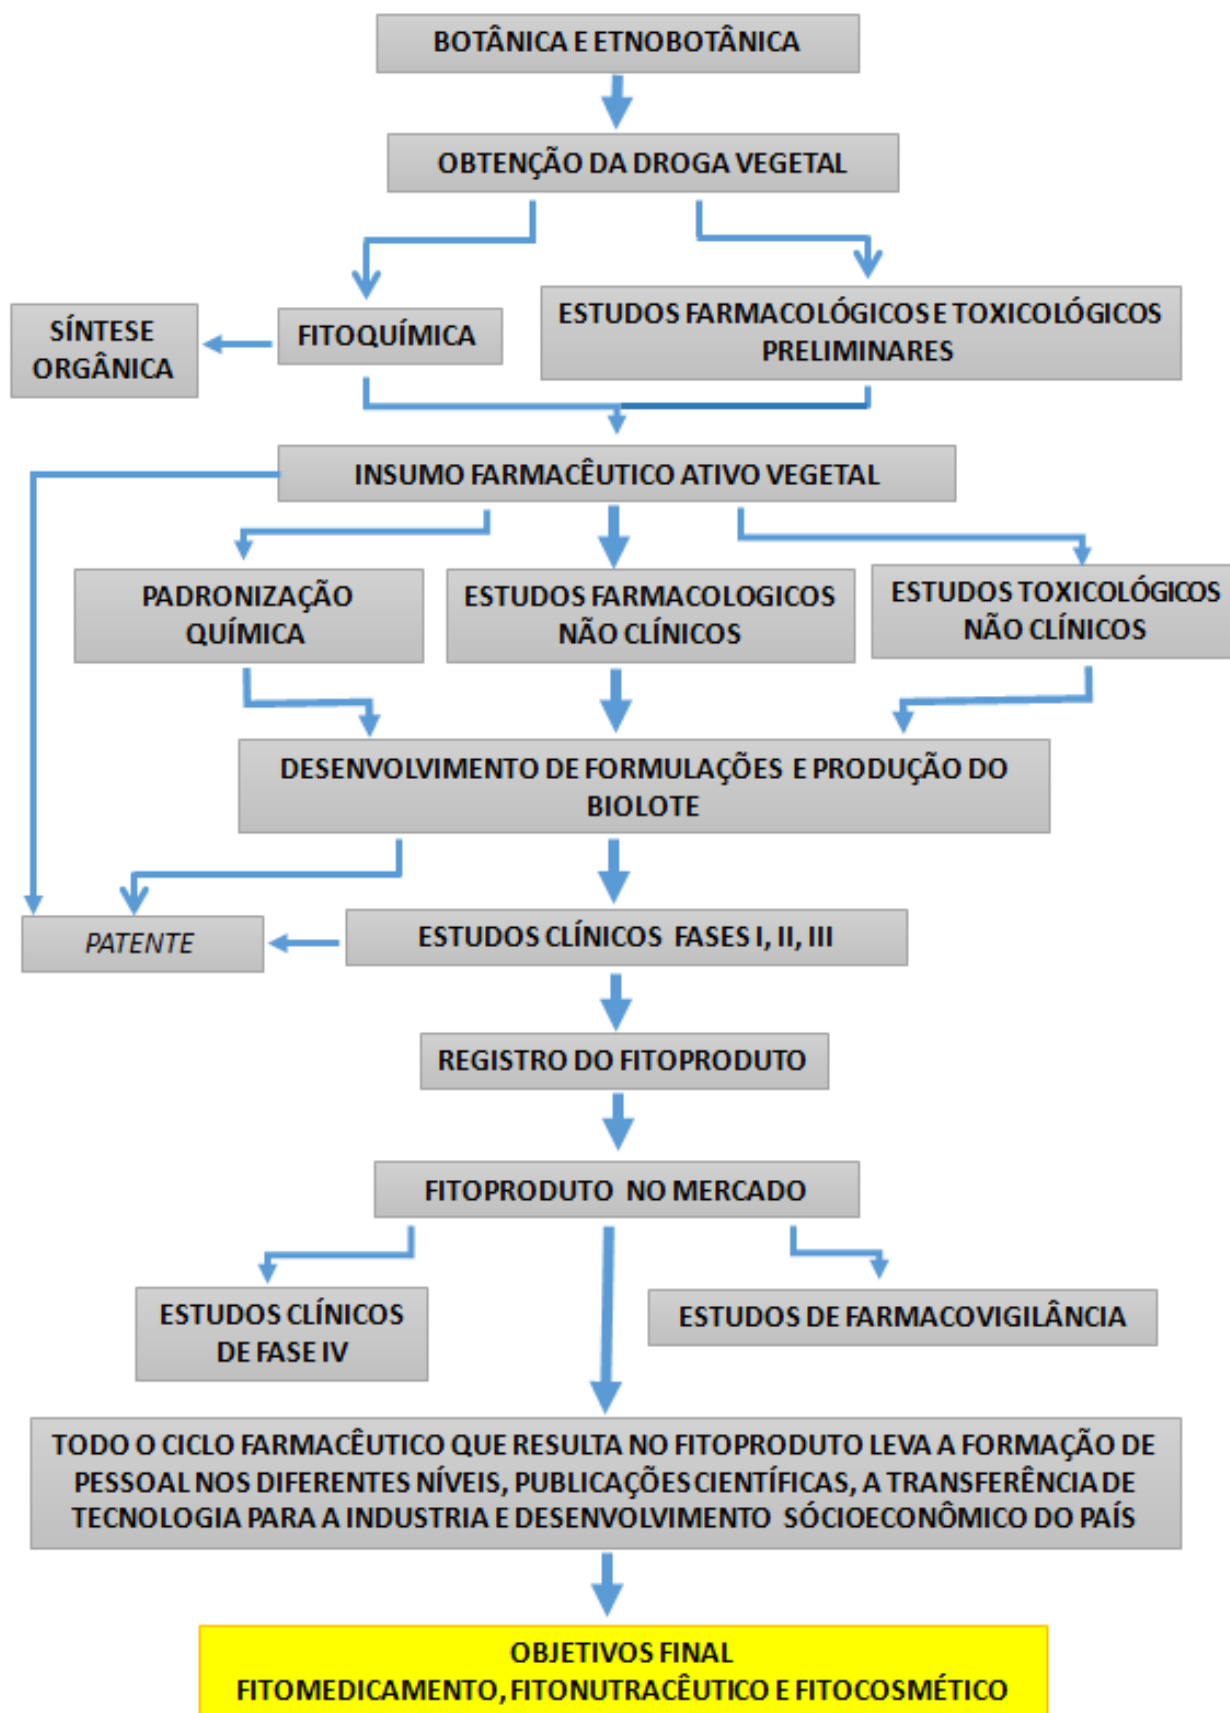 BOTÂNICA E ETNOBOTÂNICA
OBTENÇÃO DA DROGA VEGETAL
SÍNTESE
ORGÂNICA
FITOQUÍMICA
ESTUDOS FARMACOLÓGICOS E TOXICOLÓGICOS
PRELIMINARES
INSUMO FARMACÊUTICO ATIVO VEGETAL
PADRONIZAÇÃO
QUÍMICA
ESTUDOS FARMACOLOGICOS
NÃO CLÍNICOS
ESTUDOS TOXICOLÓGICOS
NÃO CLÍNICOS
DESENVOLVIMENTO DE FORMULAÇÕES E PRODUÇÃO DO
BIOLOTE
PATENTE
ESTUDOS CLÍNICOS FASES I, II, III
REGISTRO DO FITOPRODUTO
FITOPRODUTO NO MERCADO
ESTUDOS CLÍNICOS
DE FASE IV
ESTUDOS DE FARMACOVIGILÂNCIA
TODO O CICLO FARMACÊUTICO QUE RESULTA NO FITOPRODUTO LEVA A FORMAÇÃO DE
PESSOAL NOS DIFERENTES NÍVEIS, PUBLICAÇÕES CIENTÍFICAS, A TRANSFERÊNCIA DE
TECNOLOGIA PARA A INDUSTRIA E DESENVOLVIMENTO SÓCIOECONÔMICO DO PAÍS
OBJETIVOS FINAL
FITOMEDICAMENTO, FITONUTRACÊUTICO E FITOCOSMÉTICO